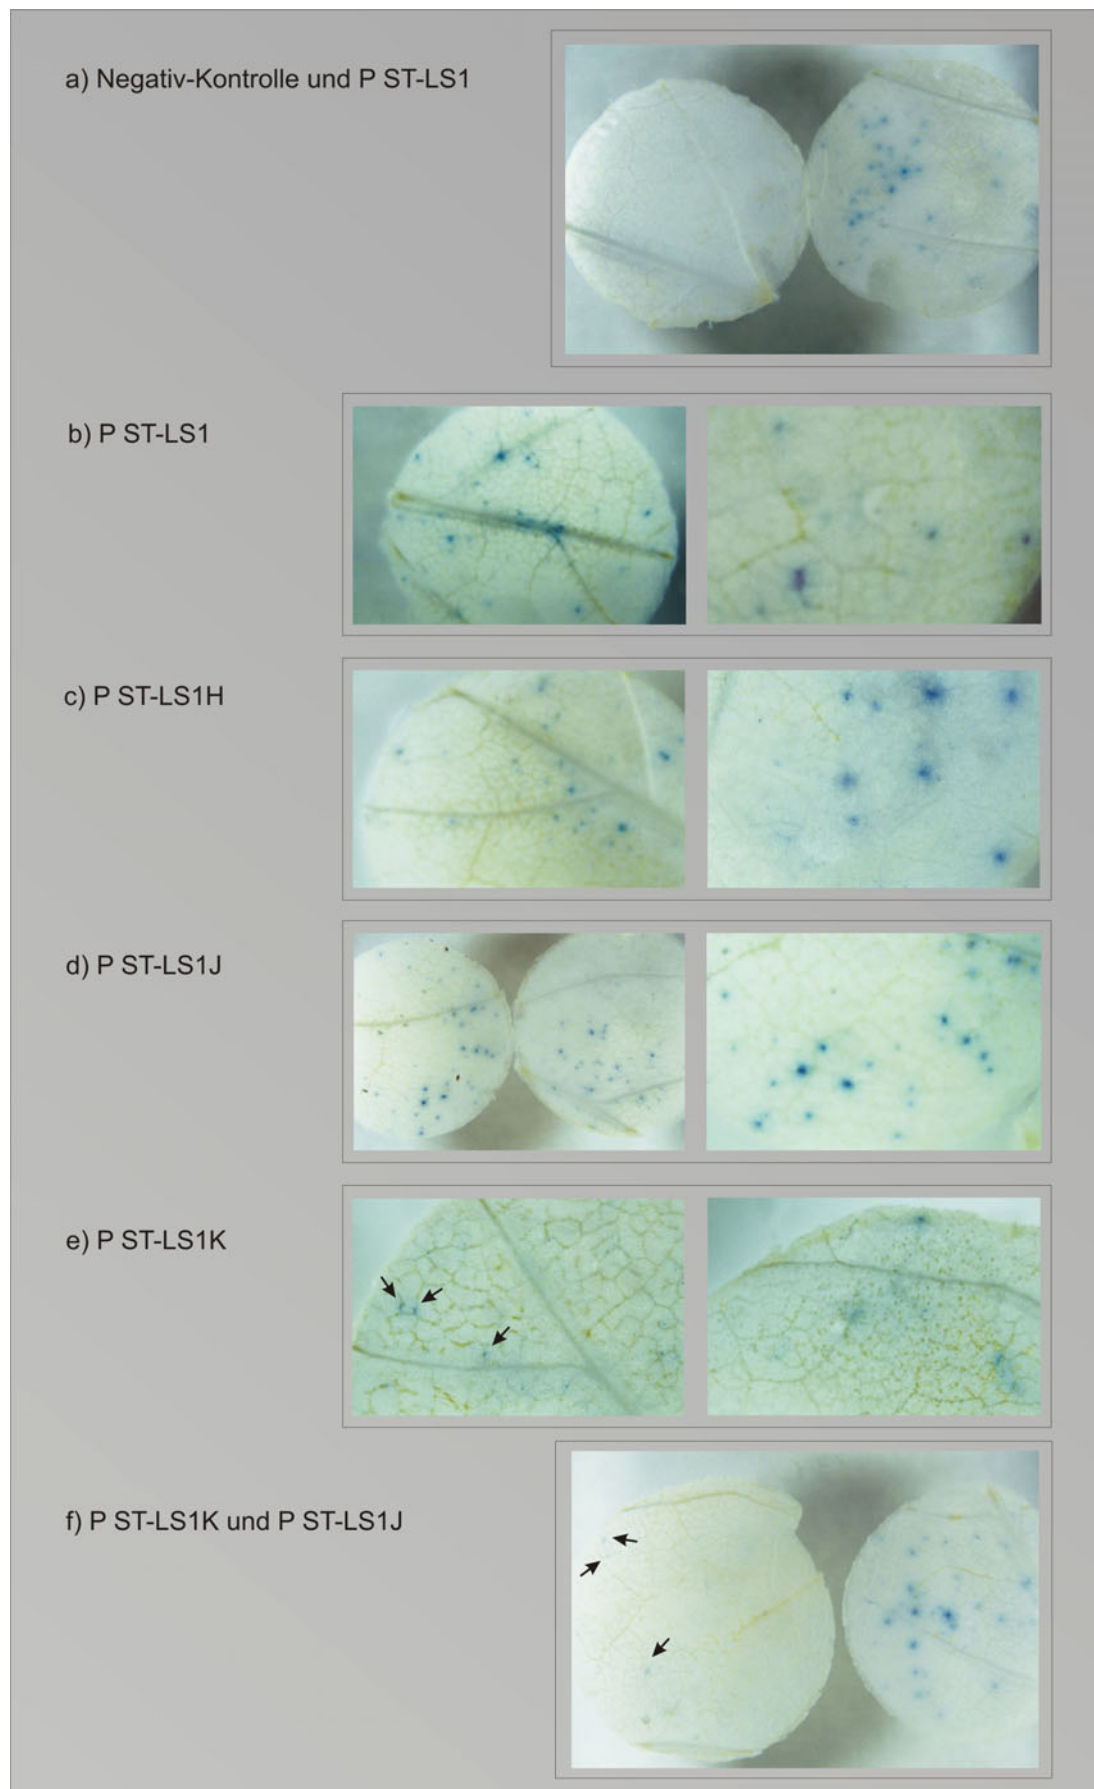 a) Negativ-Kontrolle und P ST-LS1
b) P ST-LS1
c) P ST-LS1H
d) P ST-LS1J
e) P ST-LS1K
f) P ST-LS1K und P ST-LS1J